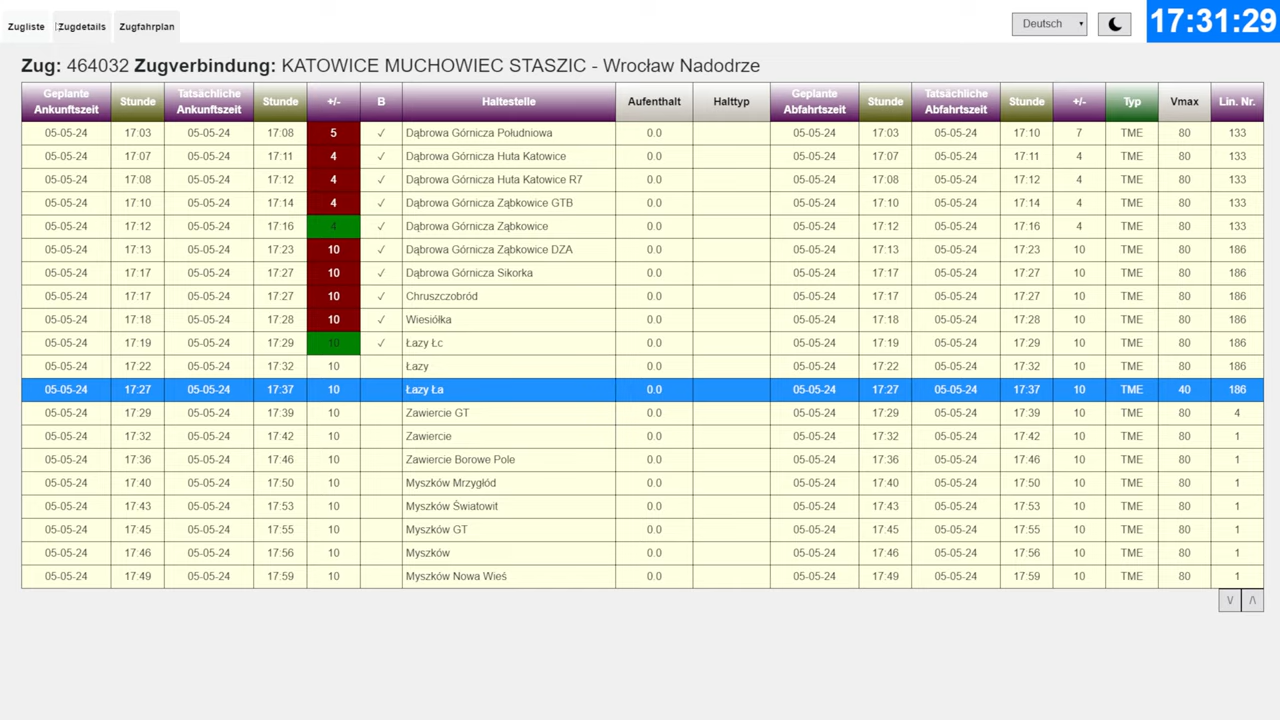 Zugliste Zugdetails Zugfahrplan Deutsch 17:31:29
Zug: 464032 Zugverbindung: KATOWICE MUCHOWIEC STASZIC - Wrocław Nadodrze
Geplante Ankunftszeit Stunde Tatsächliche Ankunftszeit Stunde +/- B Haltestelle Aufenthalt Halttyp Geplante Abfahrtszeit Stunde Tatsächliche Abfahrtszeit Stunde +/- Typ Vmax Lin. Nr.
05-05-24 17:03 05-05-24 17:08 5 ✓ Dąbrowa Górnicza Południowa 0.0 05-05-24 17:03 05-05-24 17:10 7 TME 80 133
05-05-24 17:07 05-05-24 17:11 4 ✓ Dąbrowa Górnicza Huta Katowice 0.0 05-05-24 17:07 05-05-24 17:11 4 TME 80 133
05-05-24 17:08 05-05-24 17:12 4 ✓ Dąbrowa Górnicza Huta Katowice R7 0.0 05-05-24 17:08 05-05-24 17:12 4 TME 80 133
05-05-24 17:10 05-05-24 17:14 4 ✓ Dąbrowa Górnicza Ząbkowice GTB 0.0 05-05-24 17:10 05-05-24 17:14 4 TME 80 133
05-05-24 17:12 05-05-24 17:16 4 ✓ Dąbrowa Górnicza Ząbkowice 0.0 05-05-24 17:12 05-05-24 17:16 4 TME 80 133
05-05-24 17:13 05-05-24 17:23 10 ✓ Dąbrowa Górnicza Ząbkowice DZA 0.0 05-05-24 17:13 05-05-24 17:23 10 TME 80 186
05-05-24 17:17 05-05-24 17:27 10 ✓ Dąbrowa Górnicza Sikorka 0.0 05-05-24 17:17 05-05-24 17:27 10 TME 80 186
05-05-24 17:17 05-05-24 17:27 10 ✓ Chruszczobród 0.0 05-05-24 17:17 05-05-24 17:27 10 TME 80 186
05-05-24 17:18 05-05-24 17:28 10 ✓ Wiesiółka 0.0 05-05-24 17:18 05-05-24 17:28 10 TME 80 186
05-05-24 17:19 05-05-24 17:29 10 ✓ Łazy Łc 0.0 05-05-24 17:19 05-05-24 17:29 10 TME 80 186
05-05-24 17:22 05-05-24 17:32 10 Łazy 0.0 05-05-24 17:22 05-05-24 17:32 10 TME 80 186
05-05-24 17:27 05-05-24 17:37 10 Łazy Ła 0.0 05-05-24 17:27 05-05-24 17:37 10 TME 40 186
05-05-24 17:29 05-05-24 17:39 10 Zawiercie GT 0.0 05-05-24 17:29 05-05-24 17:39 10 TME 80 4
05-05-24 17:32 05-05-24 17:42 10 Zawiercie 0.0 05-05-24 17:32 05-05-24 17:42 10 TME 80 1
05-05-24 17:36 05-05-24 17:46 10 Zawiercie Borowe Pole 0.0 05-05-24 17:36 05-05-24 17:46 10 TME 80 1
05-05-24 17:40 05-05-24 17:50 10 Myszków Mrzygłód 0.0 05-05-24 17:40 05-05-24 17:50 10 TME 80 1
05-05-24 17:43 05-05-24 17:53 10 Myszków Światowit 0.0 05-05-24 17:43 05-05-24 17:53 10 TME 80 1
05-05-24 17:45 05-05-24 17:55 10 Myszków GT 0.0 05-05-24 17:45 05-05-24 17:55 10 TME 80 1
05-05-24 17:46 05-05-24 17:56 10 Myszków 0.0 05-05-24 17:46 05-05-24 17:56 10 TME 80 1
05-05-24 17:49 05-05-24 17:59 10 Myszków Nowa Wieś 0.0 05-05-24 17:49 05-05-24 17:59 10 TME 80 1